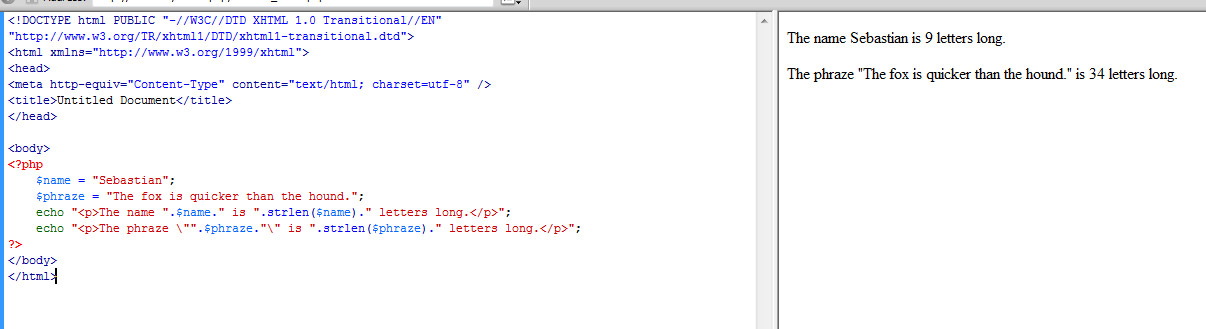 <!DOCTYPE html PUBLIC "-//W3C//DTD XHTML 1.0 Transitional//EN"
"http://www.w3.org/TR/xhtml1/DTD/xhtml1-transitional.dtd">
<html xmlns="http://www.w3.org/1999/xhtml">
<head>
<meta http-equiv="Content-Type" content="text/html; charset=utf-8" />
<title>Untitled Document</title>
</head>
<body>
<?php
$name = "Sebastian";
$phraze = "The fox is quicker than the hound.";
echo "<p>The name ".$name." is ".strlen($name)." letters long.</p>";
echo "<p>The phraze \"".$phraze."\" is ".strlen($phraze)." letters long.</p>";
?>
</body>
</html>
The name Sebastian is 9 letters long.
The phraze "The fox is quicker than the hound." is 34 letters long.